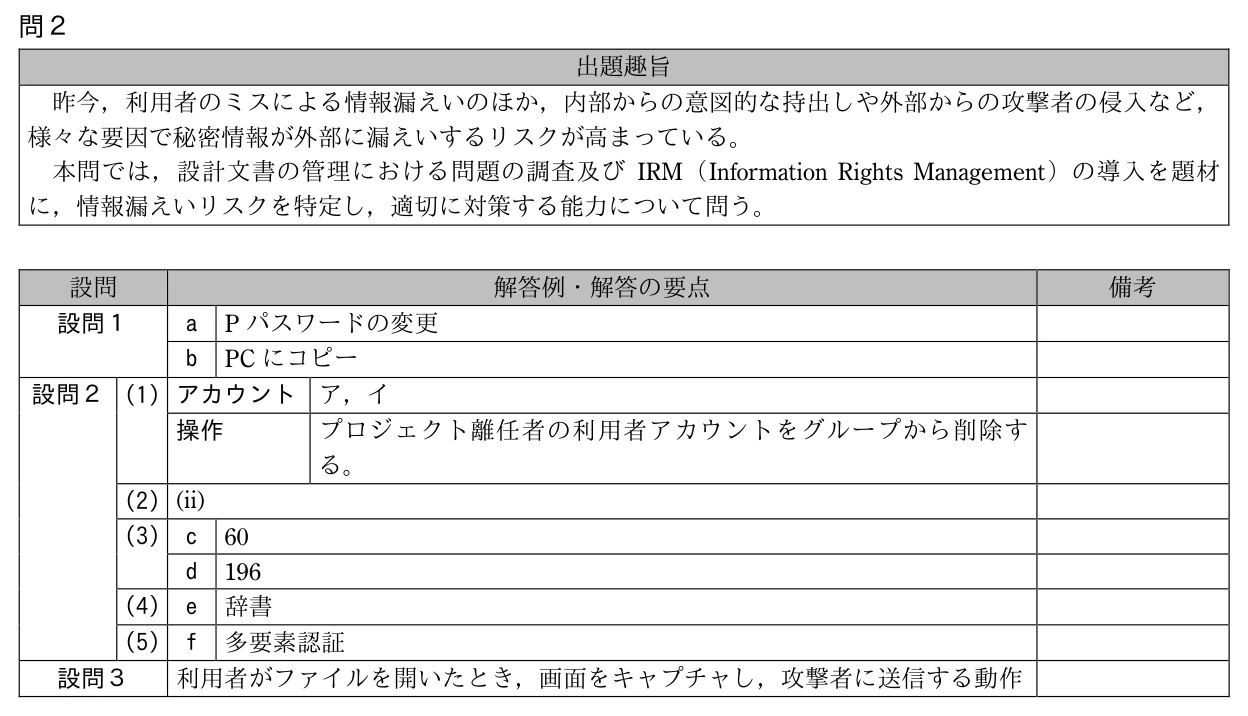 問2
出題趣旨
昨今，利用者のミスによる情報漏えいのほか，内部からの意図的な持出しや外部からの攻撃者の侵入など，
様々な要因で秘密情報が外部に漏えいするリスクが高まっている。
本問では，設計文書の管理における問題の調査及び IRM（Information Rights Management）の導入を題材
に，情報漏えいリスクを特定し，適切に対策する能力について問う。
設問 解答例・解答の要点 備考
設問1 a P パスワードの変更
b PC にコピー
設問2 (1) アカウント ア，イ
操作 プロジェクト離任者の利用者アカウントをグループから削除す
る。
(2) (ii)
(3) c 60
d 196
(4) e 辞書
(5) f 多要素認証
設問3 利用者がファイルを開いたとき，画面をキャプチャし，攻撃者に送信する動作